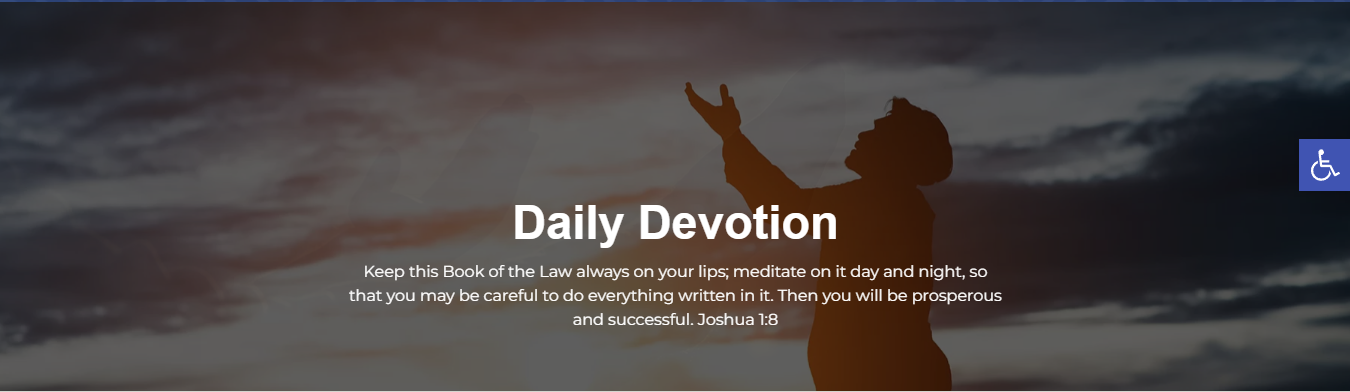 Daily Devotion
Keep this Book of the Law always on your lips; meditate on it day and night, so
that you may be careful to do everything written in it. Then you will be prosperous
and successful. Joshua 1:8